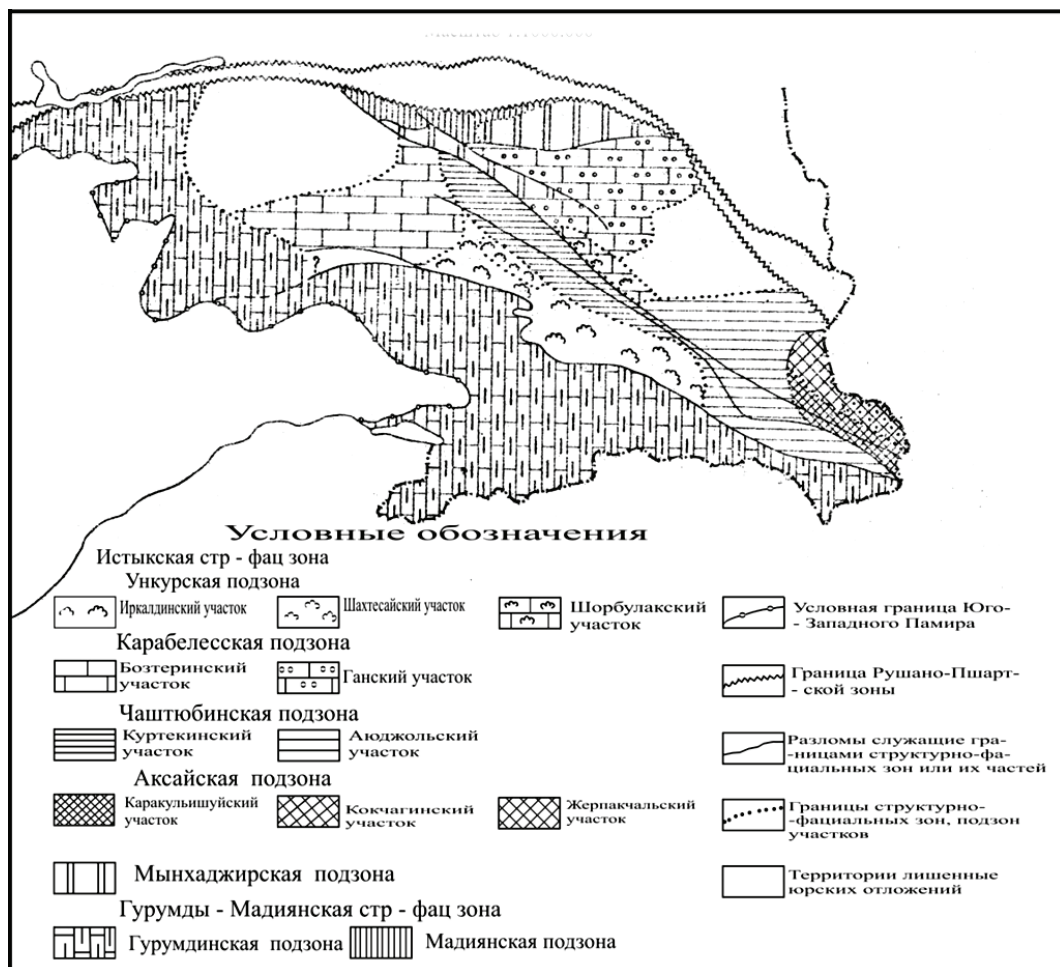 Масштаб 1:1000.000
?
Условные обозначения
Истыкская стр - фац зона
Ункурская подзона
Иркалдинский участок
Шахтесайский участок
Шорбулакский
участок
Условная граница Юго-
- Западного Памира
Карабелесская подзона
Бозтеринский
участок
Ганский участок
Граница Рушано-Пшарт-
- ской зоны
Чаштюбинская подзона
Куртекинский
участок
Аюджольский
участок
Разломы служащие гра-
-ницами структурно-фа-
циальных зон или их частей
Аксайская подзона
Каракульишуйский
участок
Кокчагинский
участок
Жерпакчальский
участок
Границы структурно-
-фациальных зон, подзон
участков
Мынхаджирская подзона
Территории лишенные
юрских отложений
Гурумды - Мадиянская стр - фац зона
Гурумдинская подзона
Мадиянская подзона